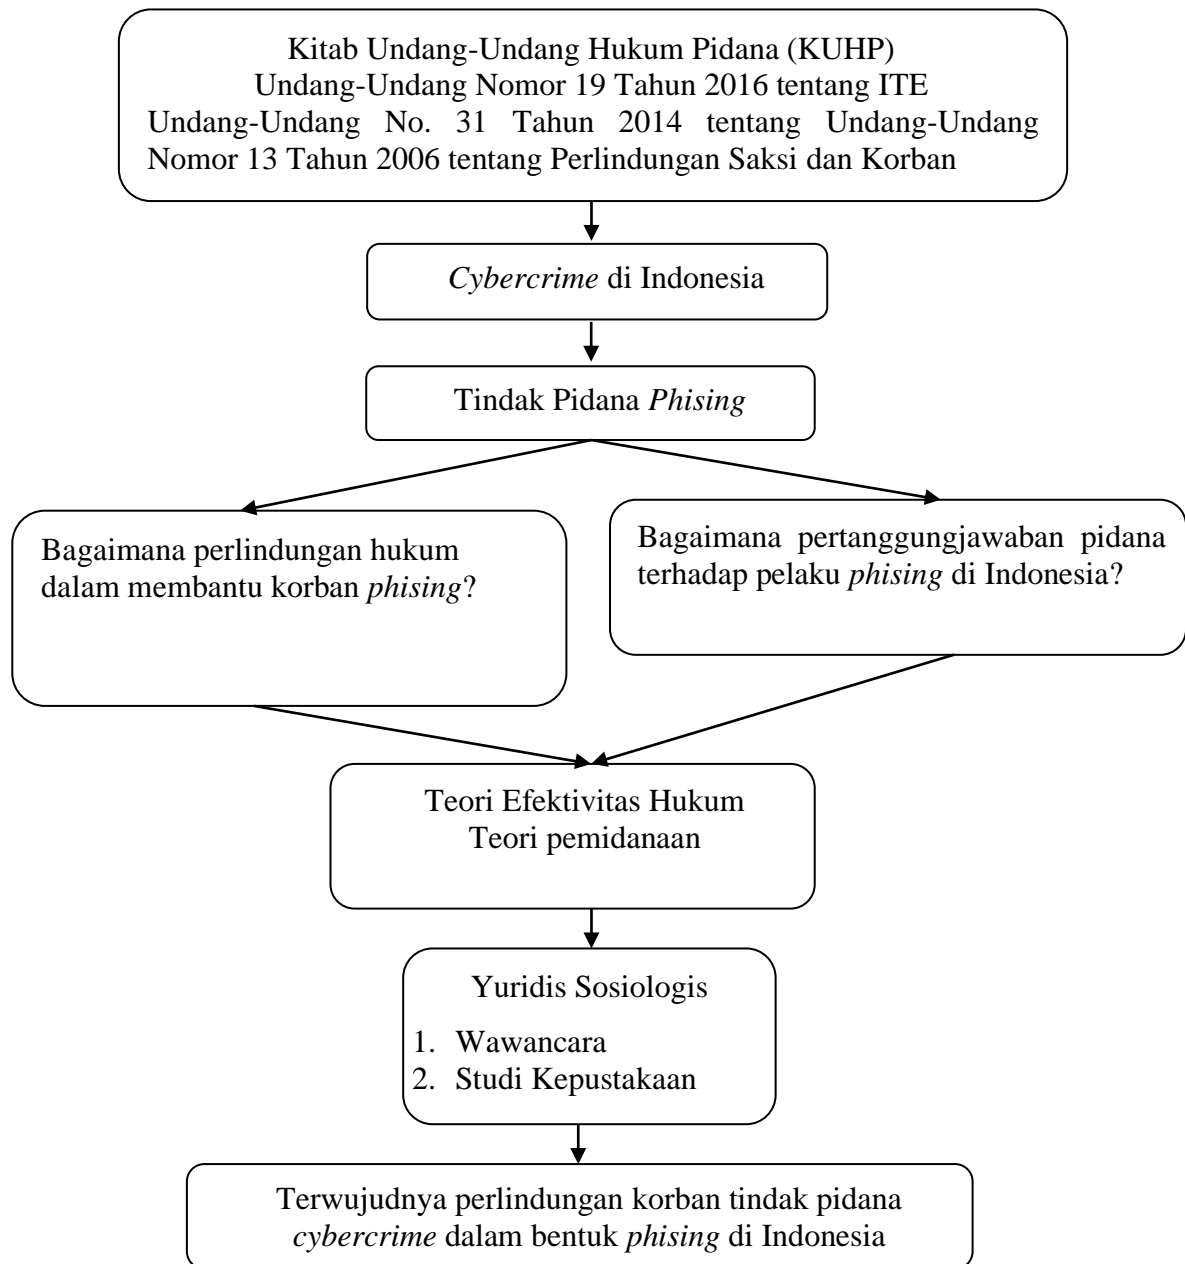 Kitab Undang-Undang Hukum Pidana (KUHP)
Undang-Undang Nomor 19 Tahun 2016 tentang ITE
Undang-Undang No. 31 Tahun 2014 tentang Undang-Undang
Nomor 13 Tahun 2006 tentang Perlindungan Saksi dan Korban
Cybercrime di Indonesia
Tindak Pidana Phising
Bagaimana perlindungan hukum
dalam membantu korban phising?
Bagaimana pertanggungjawaban pidana
terhadap pelaku phising di Indonesia?
Teori Efektivitas Hukum
Teori pemidanaan
Yuridis Sosiologis
1. Wawancara
2. Studi Kepustakaan
Terwujudnya perlindungan korban tindak pidana
cybercrime dalam bentuk phising di Indonesia